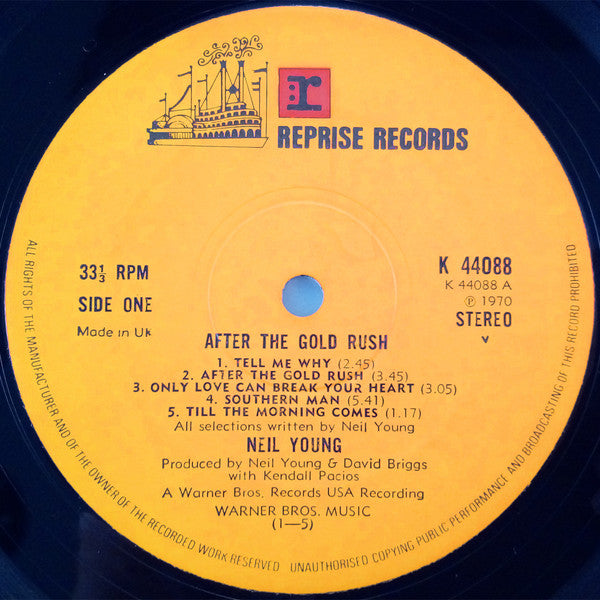 r
REPRISE RECORDS
33⅓ RPM
SIDE ONE
Made in UK
K 44088
K 44088 A
℗ 1970
STEREO
v
AFTER THE GOLD RUSH
1. TELL ME WHY (2.45)
2. AFTER THE GOLD RUSH (3.45)
3. ONLY LOVE CAN BREAK YOUR HEART (3.05)
4. SOUTHERN MAN (5.41)
5. TILL THE MORNING COMES (1.17)
All selections written by Neil Young
NEIL YOUNG
Produced by Neil Young & David Briggs
with Kendall Pacios
A Warner Bros. Records USA Recording
WARNER BROS. MUSIC
(1—5)
ALL RIGHTS OF THE MANUFACTURER AND OF THE OWNER OF THE RECORDED WORK RESERVED UNAUTHORISED COPYING PUBLIC PERFORMANCE AND BROADCASTING OF THIS RECORD PROHIBITED